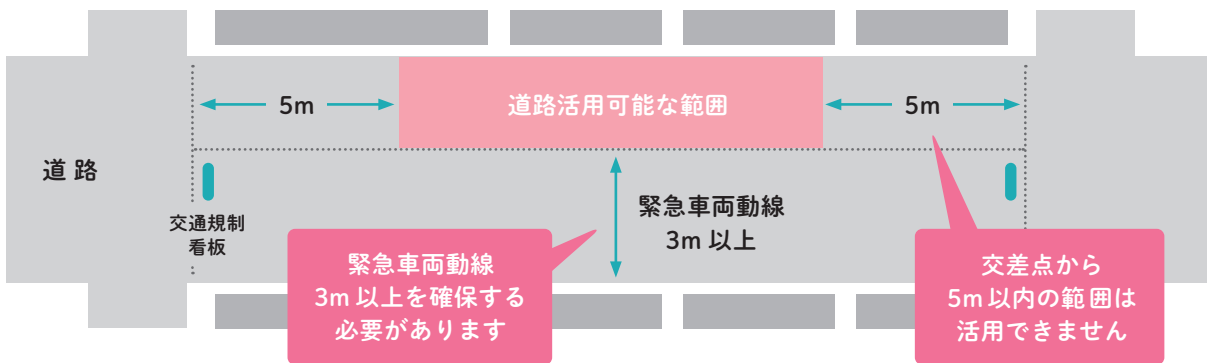 5m
道路活用可能な範囲
5m
道路
交通規制
看板
緊急車両動線
3m 以上
緊急車両動線
3m 以上を確保する
必要があります
交差点から
5m 以内の範囲は
活用できません